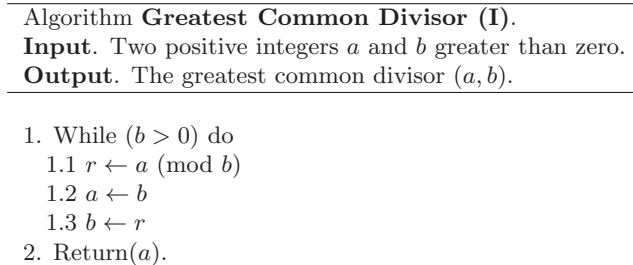 Algorithm Greatest Common Divisor (I).
Input. Two positive integers a and b greater than zero.
Output. The greatest common divisor (a, b).
1. While (b > 0) do
1.1 r ← a (mod b)
1.2 a ← b
1.3 b ← r
2. Return(a).